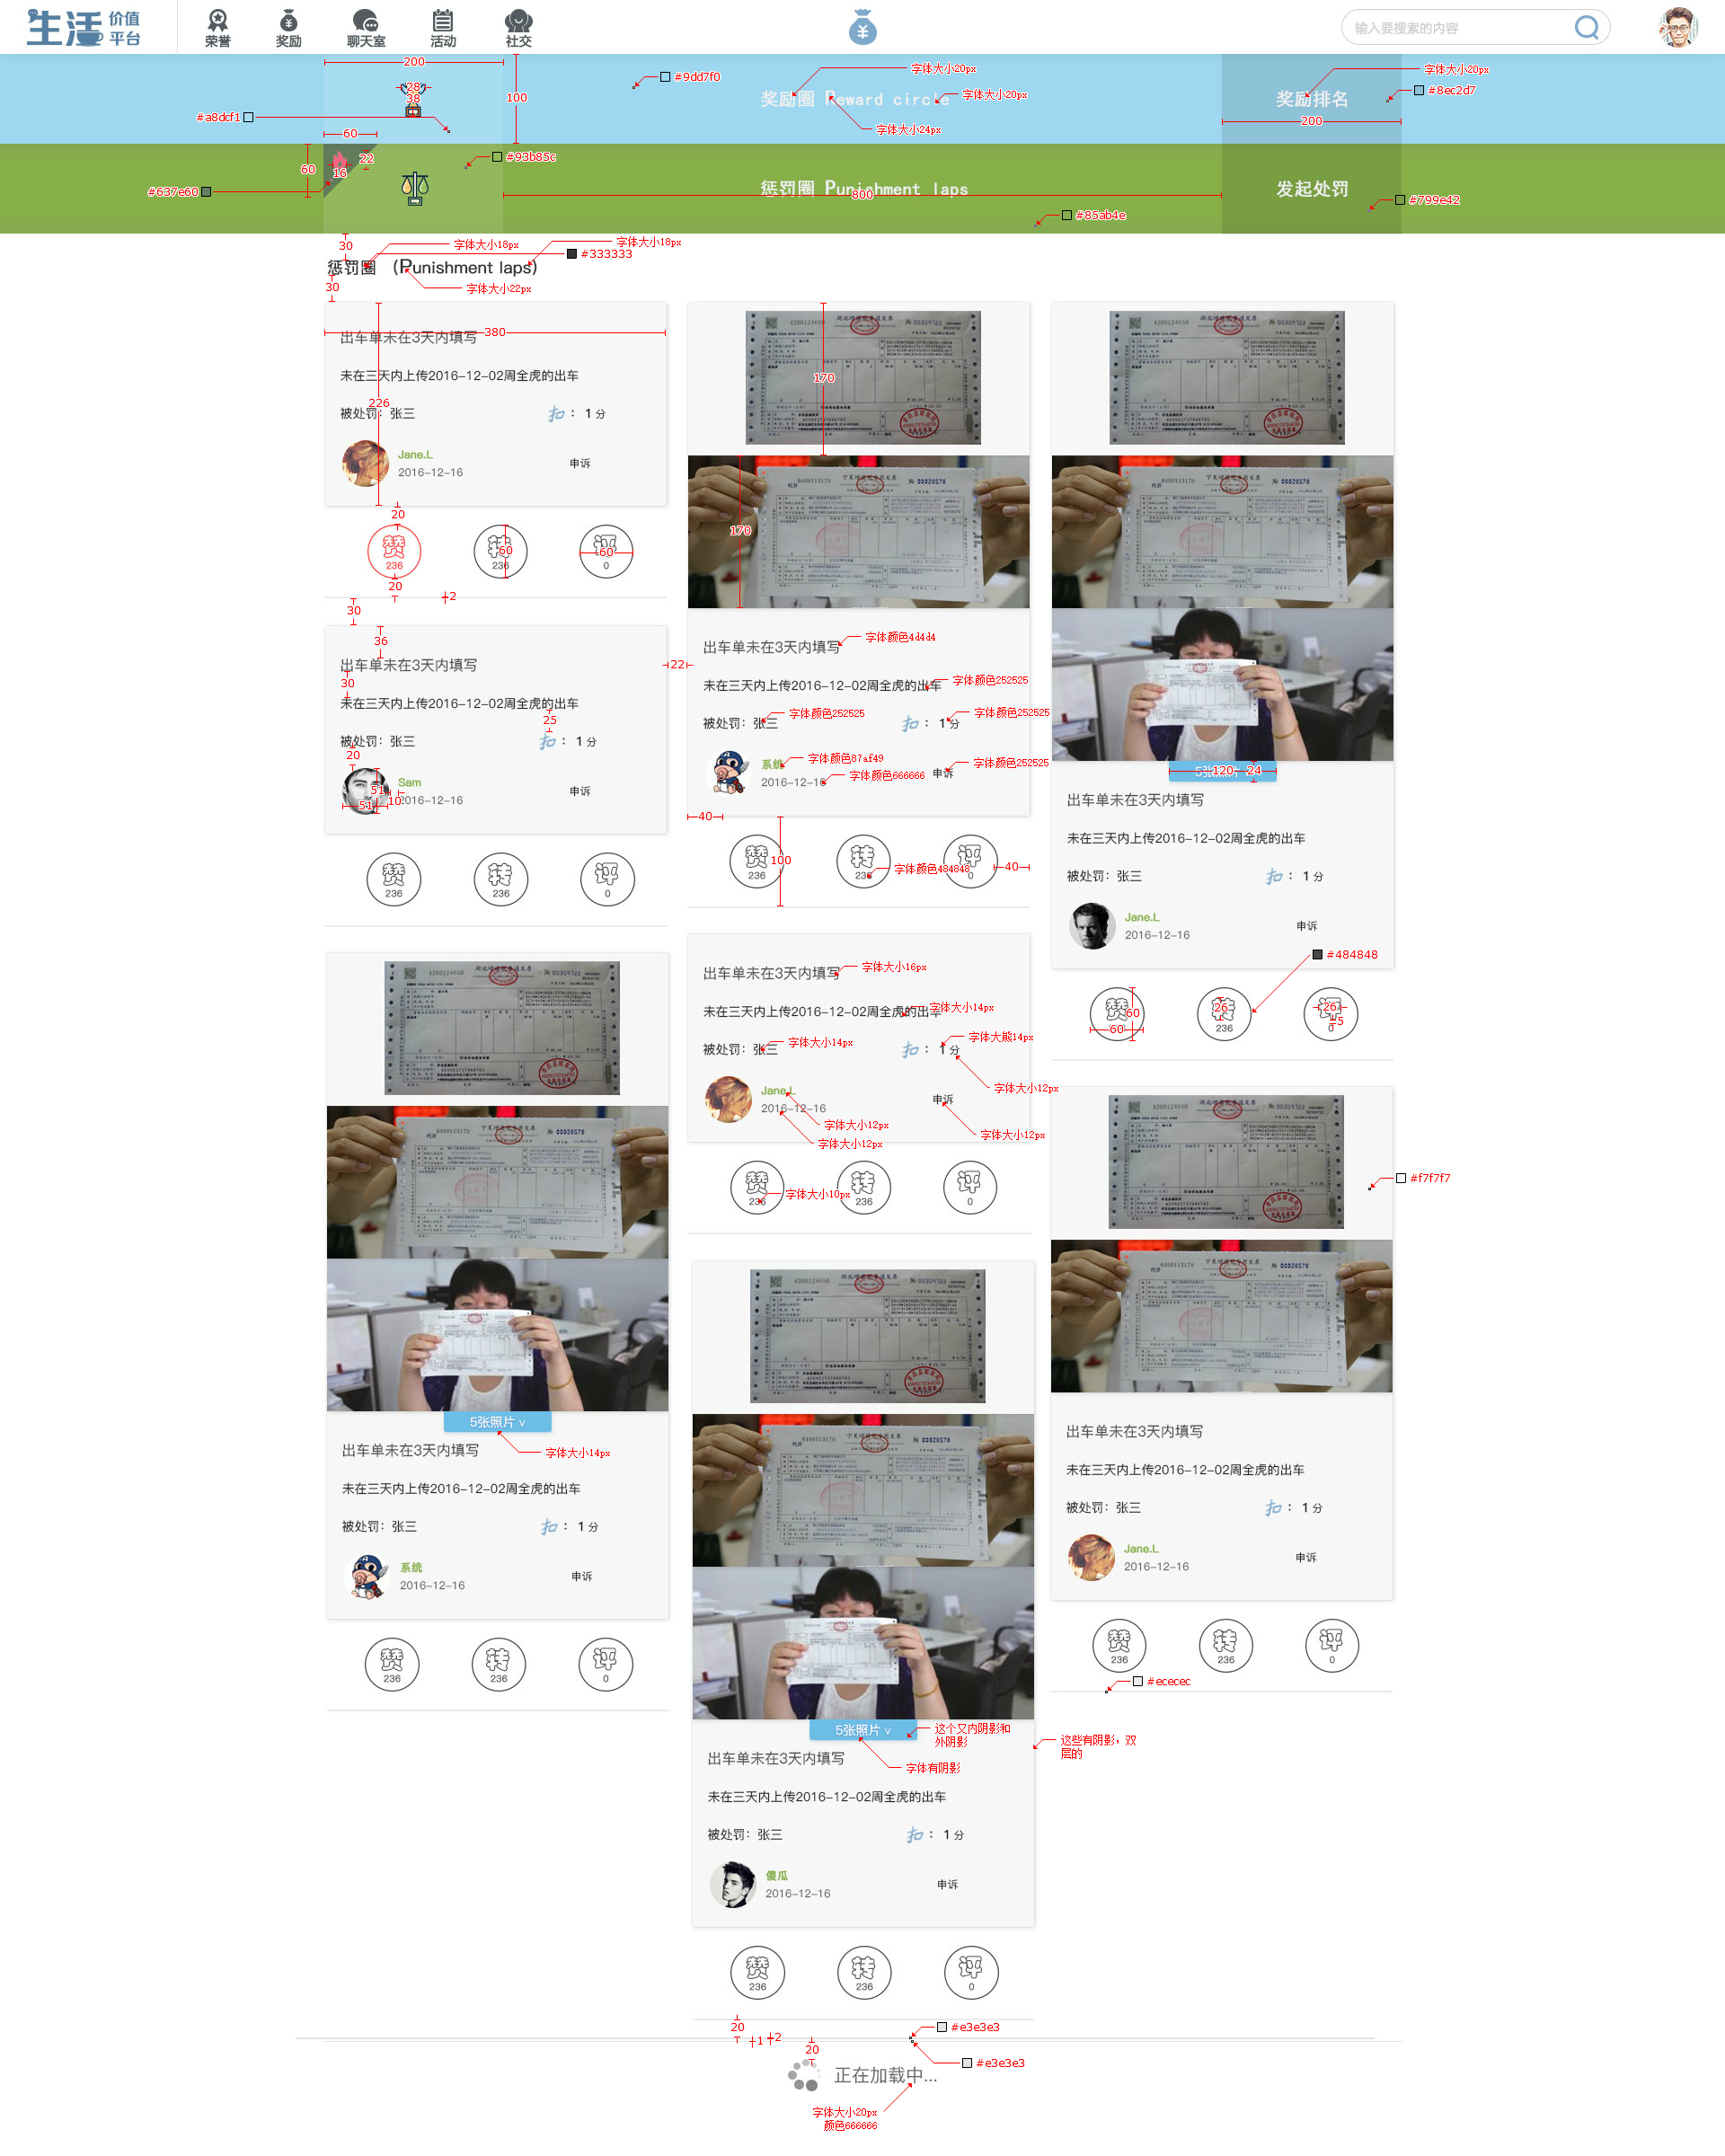 生活 价值
平台
荣誉
奖励
聊天室
活动
社交
输入要搜索的内容
200
28
38
#a8dcf1
100
#9dd7f0
字体大小20px
奖励圈 Reward circle
字体大小20px
字体大小24px
奖励排名
字体大小20px
#8ec2d7
200
60
60
22
16
#637e60
#93b85c
惩罚圈 Punishment laps
800
发起处罚
#799e42
#85ab4e
30
字体大小18px
字体大小18px
#333333
惩罚圈 (Punishment laps)
30
字体大小22px
380
出车单未在3天内填写
未在三天内上传2016-12-02周全虎的出车
226
被处罚: 张三
扣 : 1 分
Jane.L
2016-12-16
申诉
20
赞
236
转
236
60
评
0
60
20
2
30
36
出车单未在3天内填写
30
未在三天内上传2016-12-02周全虎的出车
25
被处罚: 张三
扣 : 1 分
20
Sam
2016-12-16
51
51
10
申诉
赞
236
转
236
评
0
5张照片 v
字体大小14px
出车单未在3天内填写
未在三天内上传2016-12-02周全虎的出车
被处罚: 张三
扣 : 1 分
系统
2016-12-16
申诉
赞
236
转
236
评
0
170
170
22
出车单未在3天内填写
字体颜色4d4d4
未在三天内上传2016-12-02周全虎的出车
字体颜色252525
被处罚: 张三
字体颜色252525
扣 : 1 分
字体颜色252525
系统
字体颜色87af49
2016-12-16
字体颜色666666
申诉
字体颜色252525
40
100
赞
236
转
236
字体颜色484848
评
0
40
出车单未在3天内填写
字体大小16px
未在三天内上传2016-12-02周全虎的出车
字体大小14px
被处罚: 张三
字体大小14px
扣 : 1 分
字体大熊14px
字体大小12px
Jane.L
2016-12-16
字体大小12px
字体大小12px
申诉
字体大小12px
赞
236
字体大小10px
转
236
评
0
5张照片 v
这个又内阴影和
外阴影
字体有阴影
这些有阴影，双
层的
出车单未在3天内填写
未在三天内上传2016-12-02周全虎的出车
被处罚: 张三
扣 : 1 分
傻瓜
2016-12-16
申诉
赞
236
转
236
评
0
5张照片
120
24
出车单未在3天内填写
未在三天内上传2016-12-02周全虎的出车
被处罚: 张三
扣 : 1 分
Jane.L
2016-12-16
申诉
#484848
赞
60
60
转
26
236
评
26
5
0
#f7f7f7
出车单未在3天内填写
未在三天内上传2016-12-02周全虎的出车
被处罚: 张三
扣 : 1 分
Jane.L
2016-12-16
申诉
赞
236
转
236
评
0
#ececec
20
1
2
20
#e3e3e3
#e3e3e3
正在加载中...
字体大小20px
颜色666666